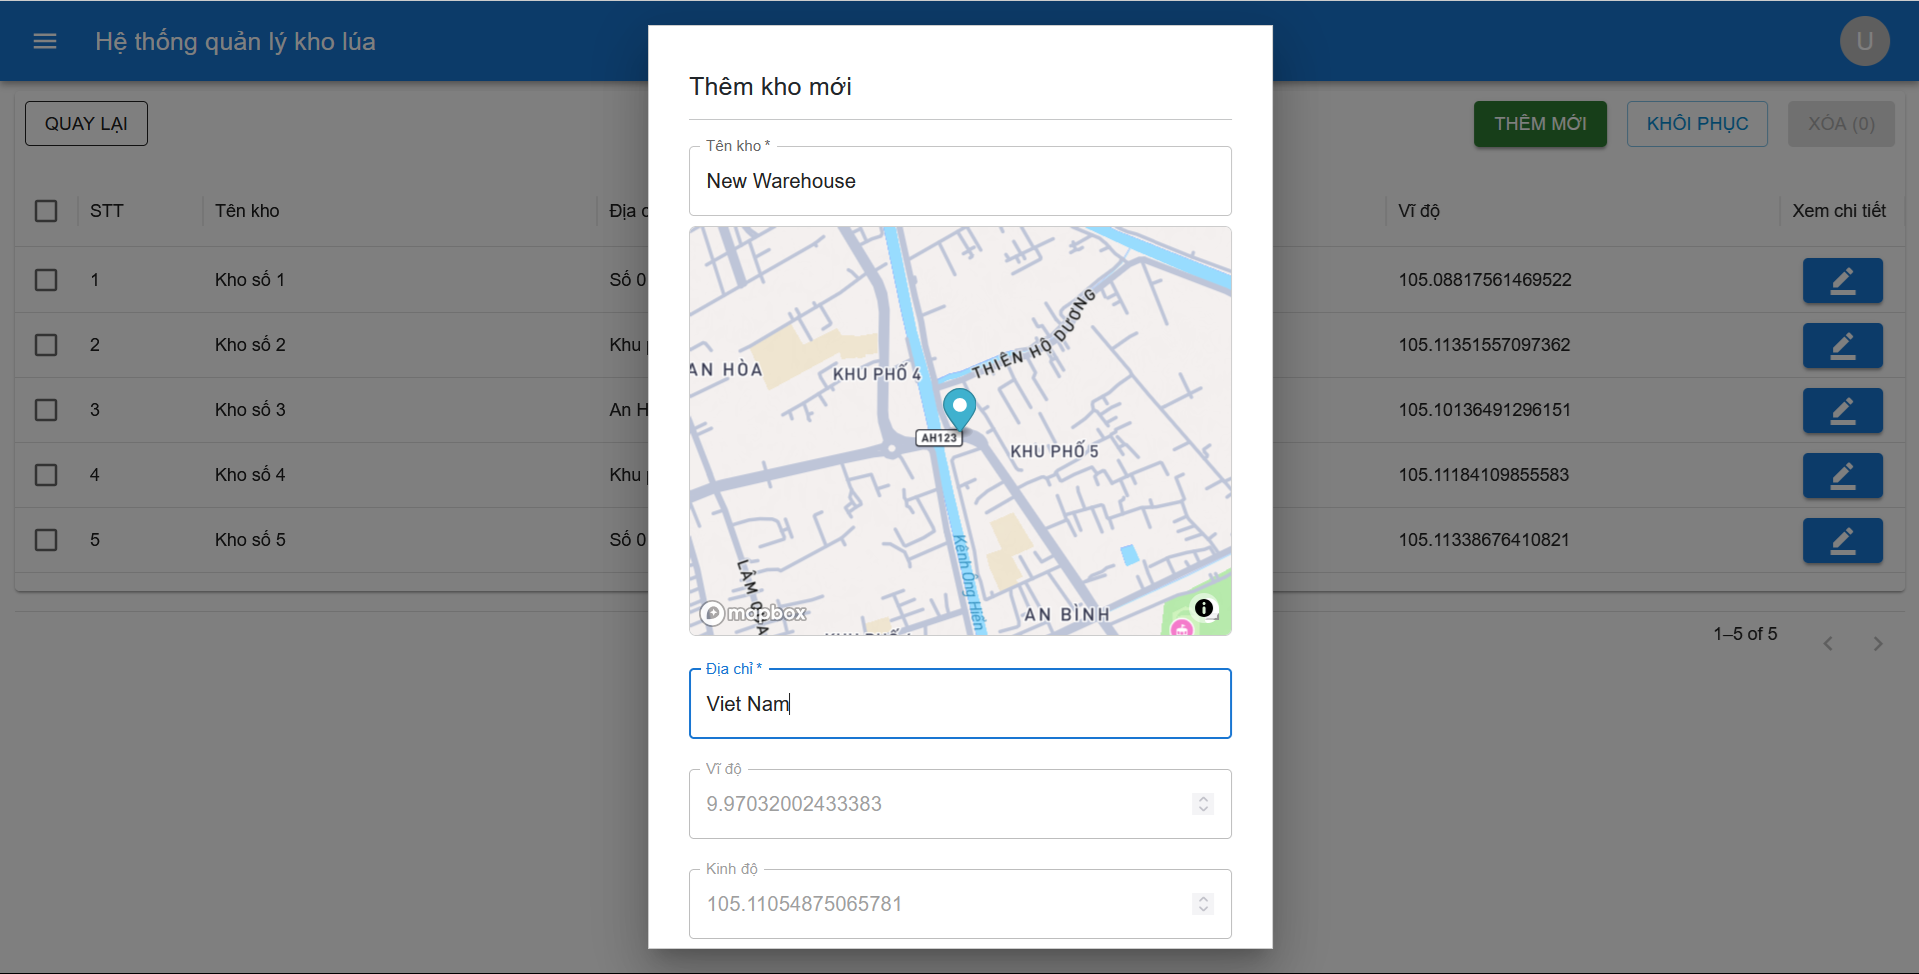 Hệ thống quản lý kho lúa
U
QUAY LẠI
THÊM MỚI
KHÔI PHỤC
XÓA (0)
STT
Tên kho
Địa c
Vĩ độ
Xem chi tiết
1
Kho số 1
Số 0
105.08817561469522
2
Kho số 2
Khu p
105.11351557097362
3
Kho số 3
An H
105.10136491296151
4
Kho số 4
Khu p
105.11184109855583
5
Kho số 5
Số 0
105.11338676410821
1–5 of 5
Thêm kho mới
Tên kho *
New Warehouse
THIÊN HỘ DƯƠNG
AN HÒA
KHU PHỐ 4
AH123
KHU PHỐ 5
Kênh Ông Hiển
AN BÌNH
mapbox
Địa chỉ *
Viet Nam
Vĩ độ
9.97032002433383
Kinh độ
105.11054875065781